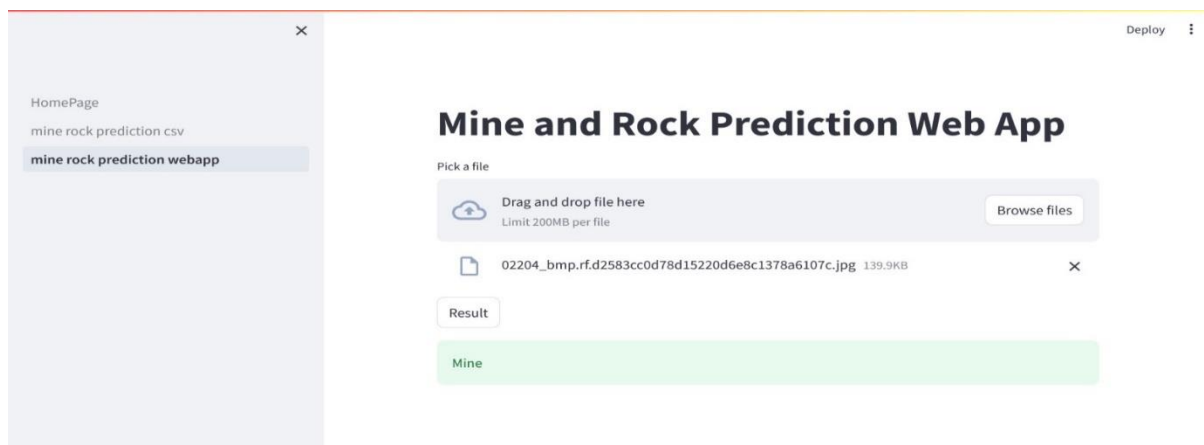 Deploy
HomePage
mine rock prediction csv
mine rock prediction webapp
Mine and Rock Prediction Web App
Pick a file
Drag and drop file here
Limit 200MB per file
Browse files
02204_bmp.rf.d2583cc0d78d15220d6e8c1378a6107c.jpg 139.9KB
Result
Mine